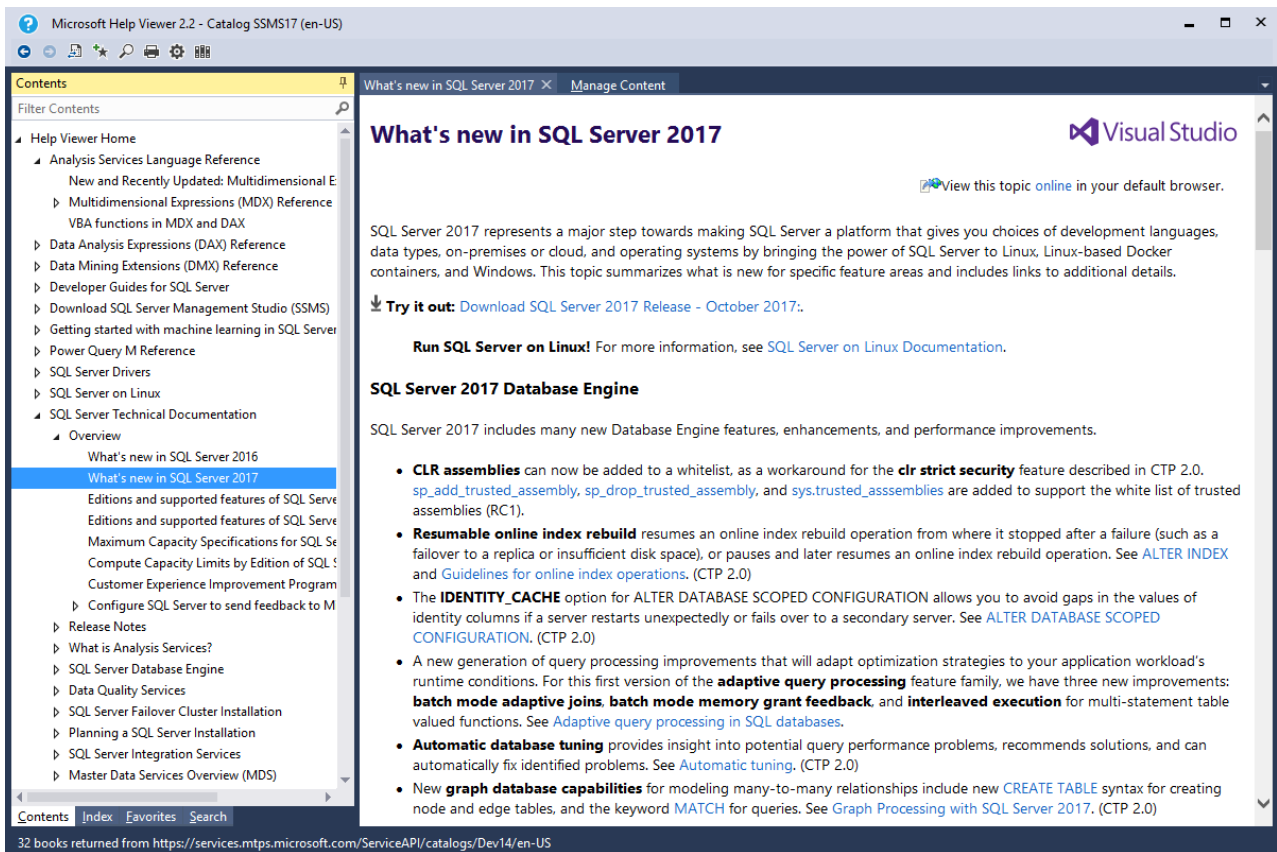 Microsoft Help Viewer 2.2 - Catalog SSMS17 (en-US)
Contents
Filter Contents
Help Viewer Home
Analysis Services Language Reference
New and Recently Updated: Multidimensional E
Multidimensional Expressions (MDX) Reference
VBA functions in MDX and DAX
Data Analysis Expressions (DAX) Reference
Data Mining Extensions (DMX) Reference
Developer Guides for SQL Server
Download SQL Server Management Studio (SSMS)
Getting started with machine learning in SQL Server
Power Query M Reference
SQL Server Drivers
SQL Server on Linux
SQL Server Technical Documentation
Overview
What's new in SQL Server 2016
What's new in SQL Server 2017
Editions and supported features of SQL Serve
Editions and supported features of SQL Serve
Maximum Capacity Specifications for SQL Se
Compute Capacity Limits by Edition of SQL S
Customer Experience Improvement Program
Configure SQL Server to send feedback to M
Release Notes
What is Analysis Services?
SQL Server Database Engine
Data Quality Services
SQL Server Failover Cluster Installation
Planning a SQL Server Installation
SQL Server Integration Services
Master Data Services Overview (MDS)
Contents Index Favorites Search
What's new in SQL Server 2017 Manage Content
What's new in SQL Server 2017
Visual Studio
View this topic online in your default browser.
SQL Server 2017 represents a major step towards making SQL Server a platform that gives you choices of development languages,
data types, on-premises or cloud, and operating systems by bringing the power of SQL Server to Linux, Linux-based Docker
containers, and Windows. This topic summarizes what is new for specific feature areas and includes links to additional details.
Try it out: Download SQL Server 2017 Release - October 2017:.
Run SQL Server on Linux! For more information, see SQL Server on Linux Documentation.
SQL Server 2017 Database Engine
SQL Server 2017 includes many new Database Engine features, enhancements, and performance improvements.
• CLR assemblies can now be added to a whitelist, as a workaround for the clr strict security feature described in CTP 2.0.
sp_add_trusted_assembly, sp_drop_trusted_assembly, and sys.trusted_asssemblies are added to support the white list of trusted
assemblies (RC1).
• Resumable online index rebuild resumes an online index rebuild operation from where it stopped after a failure (such as a
failover to a replica or insufficient disk space), or pauses and later resumes an online index rebuild operation. See ALTER INDEX
and Guidelines for online index operations. (CTP 2.0)
• The IDENTITY_CACHE option for ALTER DATABASE SCOPED CONFIGURATION allows you to avoid gaps in the values of
identity columns if a server restarts unexpectedly or fails over to a secondary server. See ALTER DATABASE SCOPED
CONFIGURATION. (CTP 2.0)
• A new generation of query processing improvements that will adapt optimization strategies to your application workload's
runtime conditions. For this first version of the adaptive query processing feature family, we have three new improvements:
batch mode adaptive joins, batch mode memory grant feedback, and interleaved execution for multi-statement table
valued functions. See Adaptive query processing in SQL databases.
• Automatic database tuning provides insight into potential query performance problems, recommends solutions, and can
automatically fix identified problems. See Automatic tuning. (CTP 2.0)
• New graph database capabilities for modeling many-to-many relationships include new CREATE TABLE syntax for creating
node and edge tables, and the keyword MATCH for queries. See Graph Processing with SQL Server 2017. (CTP 2.0)
32 books returned from https://services.mtps.microsoft.com/ServiceAPI/catalogs/Dev14/en-US